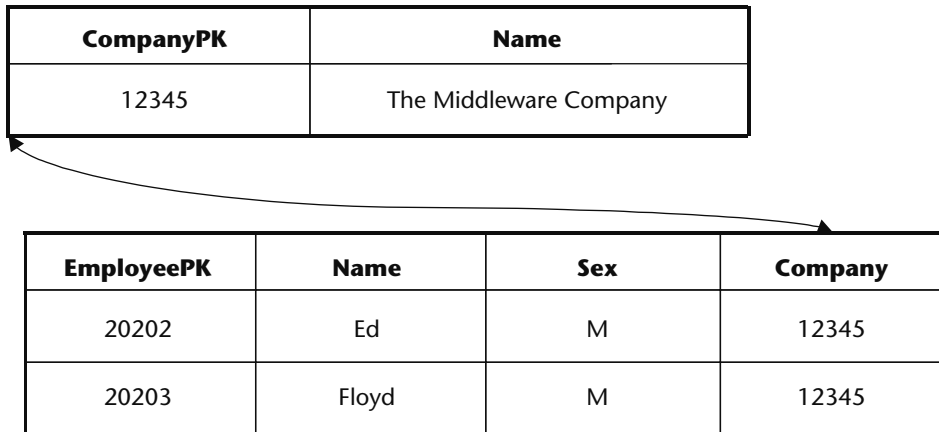 CompanyPK Name
12345 The Middleware Company
EmployeePK Name Sex Company
20202 Ed M 12345
20203 Floyd M 12345